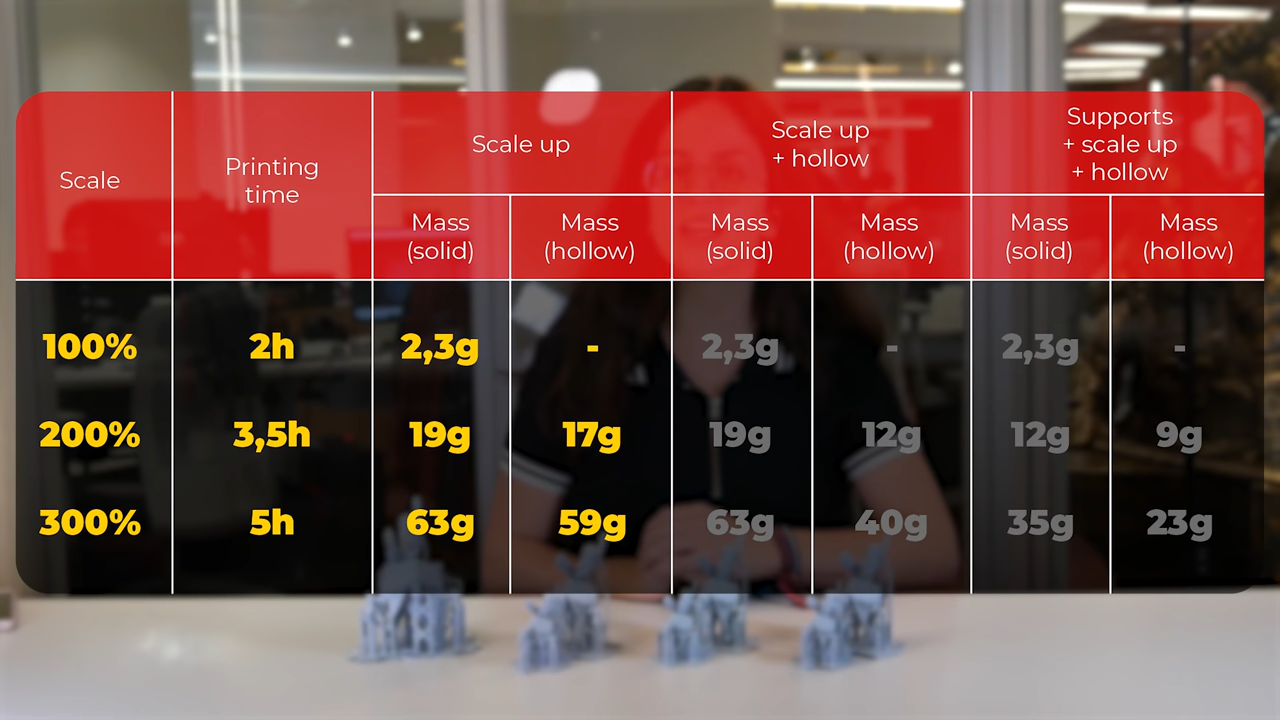 Scale
Printing
time
Scale up
Scale up
+ hollow
Supports
+ scale up
+ hollow
Mass
(solid)
Mass
(hollow)
Mass
(solid)
Mass
(hollow)
Mass
(solid)
Mass
(hollow)
100% 2h 2,3g - 2,3g - 2,3g -
200% 3,5h 19g 17g 19g 12g 12g 9g
300% 5h 63g 59g 63g 40g 35g 23g